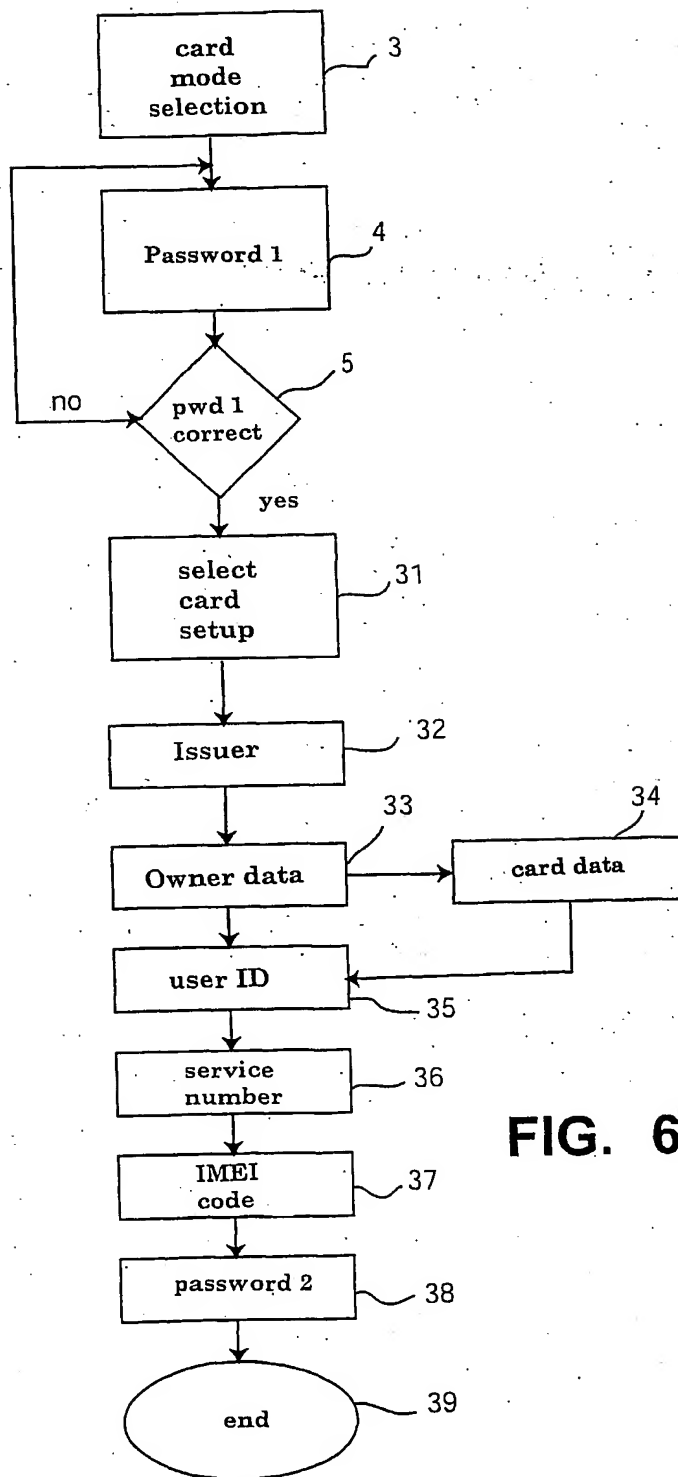 card
mode
selection
3
Password 1
4
5
pwd 1
correct
no
yes
select
card
setup
31
Issuer
32
Owner data
33
card data
34
user ID
35
service
number
36
IMEI
code
37
password 2
38
end
39
FIG. 6